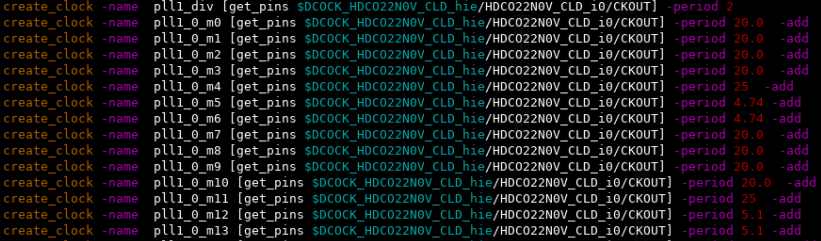 create_clock -name  pll1_div [get_pins $DCOCK_HDCO22N0V_CLD_hie/HDCO22N0V_CLD_i0/CKOUT] -period 2
create_clock -name  pll1_0_m0 [get_pins $DCOCK_HDCO22N0V_CLD_hie/HDCO22N0V_CLD_i0/CKOUT] -period 20.0  -add
create_clock -name  pll1_0_m1 [get_pins $DCOCK_HDCO22N0V_CLD_hie/HDCO22N0V_CLD_i0/CKOUT] -period 20.0  -add
create_clock -name  pll1_0_m2 [get_pins $DCOCK_HDCO22N0V_CLD_hie/HDCO22N0V_CLD_i0/CKOUT] -period 20.0  -add
create_clock -name  pll1_0_m3 [get_pins $DCOCK_HDCO22N0V_CLD_hie/HDCO22N0V_CLD_i0/CKOUT] -period 20.0  -add
create_clock -name  pll1_0_m4 [get_pins $DCOCK_HDCO22N0V_CLD_hie/HDCO22N0V_CLD_i0/CKOUT] -period 25  -add
create_clock -name  pll1_0_m5 [get_pins $DCOCK_HDCO22N0V_CLD_hie/HDCO22N0V_CLD_i0/CKOUT] -period 4.74 -add
create_clock -name  pll1_0_m6 [get_pins $DCOCK_HDCO22N0V_CLD_hie/HDCO22N0V_CLD_i0/CKOUT] -period 4.74 -add
create_clock -name  pll1_0_m7 [get_pins $DCOCK_HDCO22N0V_CLD_hie/HDCO22N0V_CLD_i0/CKOUT] -period 20.0  -add
create_clock -name  pll1_0_m8 [get_pins $DCOCK_HDCO22N0V_CLD_hie/HDCO22N0V_CLD_i0/CKOUT] -period 20.0  -add
create_clock -name  pll1_0_m9 [get_pins $DCOCK_HDCO22N0V_CLD_hie/HDCO22N0V_CLD_i0/CKOUT] -period 20.0  -add
create_clock -name  pll1_0_m10 [get_pins $DCOCK_HDCO22N0V_CLD_hie/HDCO22N0V_CLD_i0/CKOUT] -period 20.0  -add
create_clock -name  pll1_0_m11 [get_pins $DCOCK_HDCO22N0V_CLD_hie/HDCO22N0V_CLD_i0/CKOUT] -period 25  -add
create_clock -name  pll1_0_m12 [get_pins $DCOCK_HDCO22N0V_CLD_hie/HDCO22N0V_CLD_i0/CKOUT] -period 5.1 -add
create_clock -name  pll1_0_m13 [get_pins $DCOCK_HDCO22N0V_CLD_hie/HDCO22N0V_CLD_i0/CKOUT] -period 5.1 -add